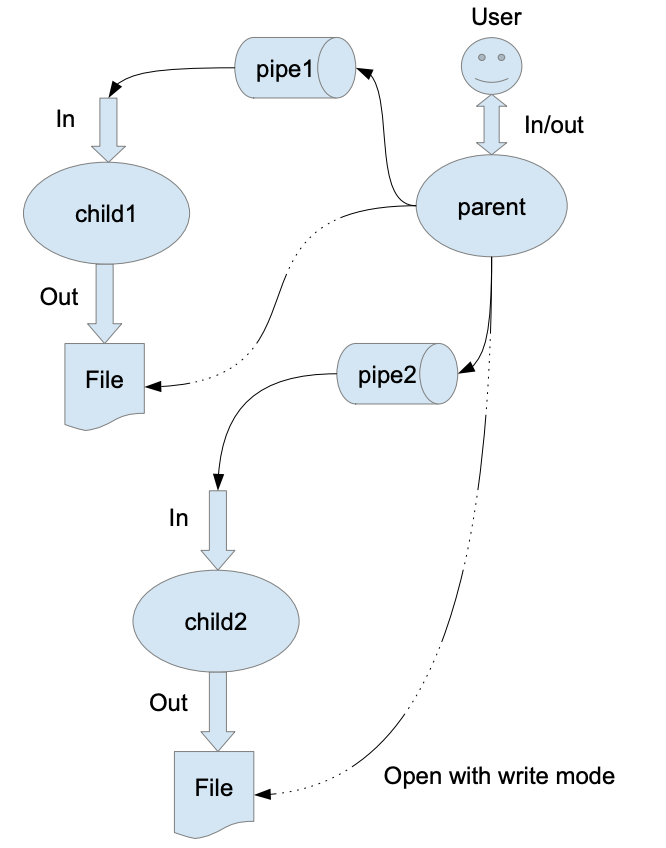 User
pipe1
In
In/out
child1
parent
Out
File
pipe2
In
child2
Out
File
Open with write mode